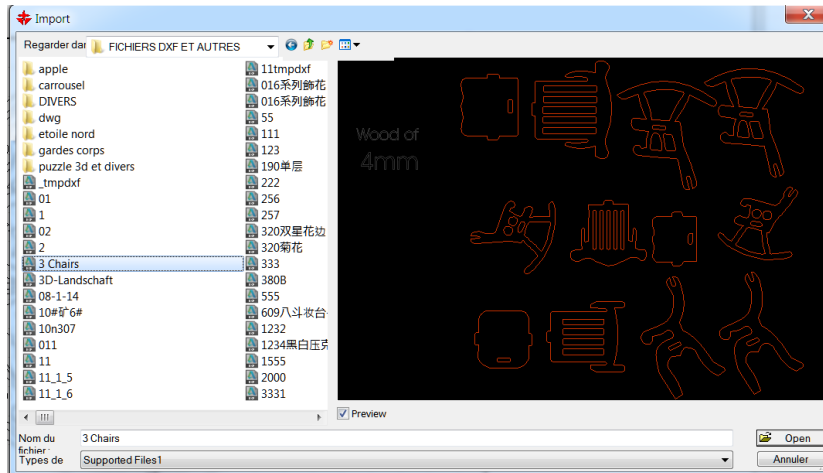 Import
X
Regarder dar FICHIERS DXF ET AUTRES
apple
carrousel
DIVERS
dwg
etoile nord
gardes corps
puzzle 3d et divers
_tmpdxf
01
1
02
2
3 Chairs
3D-Landschaft
08-1-14
10#矿6#
10n307
011
11
11_1_5
11_1_6
11tmpdxf
016系列飾花
016系列飾花
55
111
123
190单层
222
256
257
320双星花边
320菊花
333
380B
555
609八斗妆台
1232
1234黑白压克
1555
2000
3331
Wood of
4mm
Preview
Nom du
fichier :
3 Chairs
Open
Types de
Supported Files1
Annuler